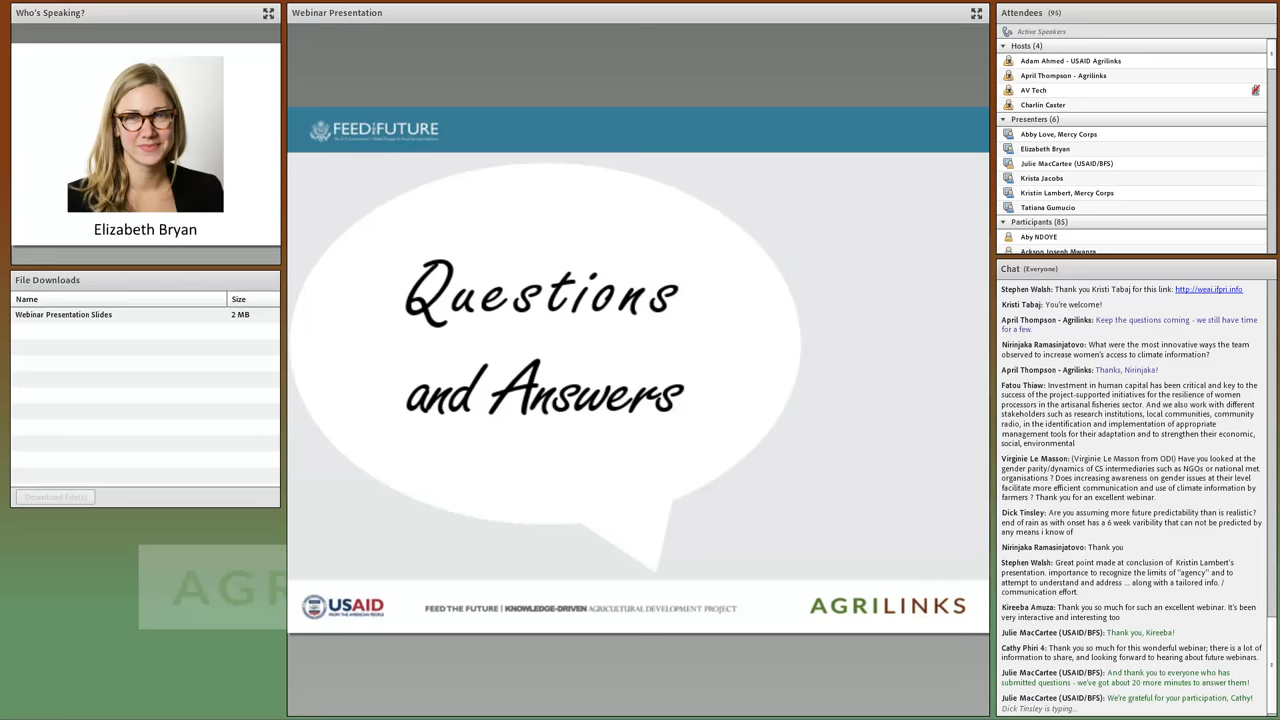 Who's Speaking?
Elizabeth Bryan
File Downloads
Name Size
Webinar Presentation Slides 2 MB
Download File(s)
AGRI
Webinar Presentation
FEED THE FUTURE
Questions
and Answers
USAID
FROM THE AMERICAN PEOPLE
FEED THE FUTURE | KNOWLEDGE-DRIVEN AGRICULTURAL DEVELOPMENT PROJECT
AGRILINKS
Attendees (95)
Active Speakers
Hosts (4)
Adam Ahmed - USAID Agrilinks
April Thompson - Agrilinks
AV Tech
Charlin Caster
Presenters (6)
Abby Love, Mercy Corps
Elizabeth Bryan
Julie MacCartee (USAID/BFS)
Krista Jacobs
Kristin Lambert, Mercy Corps
Tatiana Gumucio
Participants (85)
Aby NDOYE
Ackson Joseph Mwanza
Chat (Everyone)
Stephen Walsh: Thank you Kristi Tabaj for this link: http://weai.ifpri.info
Kristi Tabaj: You're welcome!
April Thompson - Agrilinks: Keep the questions coming - we still have time
for a few.
Nirinjaka Ramasinjatovo: What were the most innovative ways the team
observed to increase women's access to climate information?
April Thompson - Agrilinks: Thanks, Nirinjaka!
Fatou Thiaw: Investment in human capital has been critical and key to the
success of the project-supported initiatives for the resilience of women
processors in the artisanal fisheries sector. And we also work with different
stakeholders such as research institutions, local communities, community
radio, in the identification and implementation of appropriate
management tools for their adaptation and to strengthen their economic,
social, environmental
Virginie Le Masson: (Virginie Le Masson from ODI) Have you looked at the
gender parity/dynamics of CS intermediaries such as NGOs or national met.
organisations ? Does increasing awareness on gender issues at their level
facilitate more efficient communication and use of climate information by
farmers ? Thank you for an excellent webinar.
Dick Tinsley: Are you assuming more future predictability than is realistic?
end of rain as with onset has a 6 week varibility that can not be predicted by
any means i know of
Nirinjaka Ramasinjatovo: Thank you
Stephen Walsh: Great point made at conclusion of Kristin Lambert's
presentation. importance to recognize the limits of "agency" and to
attempt to understand and address ... along with a tailored info. /
communication effort.
Kireeba Amuza: Thank you so much for such an excellent webinar. It's been
very interactive and interesting too
Julie MacCartee (USAID/BFS): Thank you, Kireeba!
Cathy Phiri 4: Thank you so much for this wonderful webinar; there is a lot of
information to share, and looking forward to hearing about future webinars.
Julie MacCartee (USAID/BFS): And thank you to everyone who has
submitted questions - we've got about 20 more minutes to answer them!
Julie MacCartee (USAID/BFS): We're grateful for your participation, Cathy!
Dick Tinsley is typing...